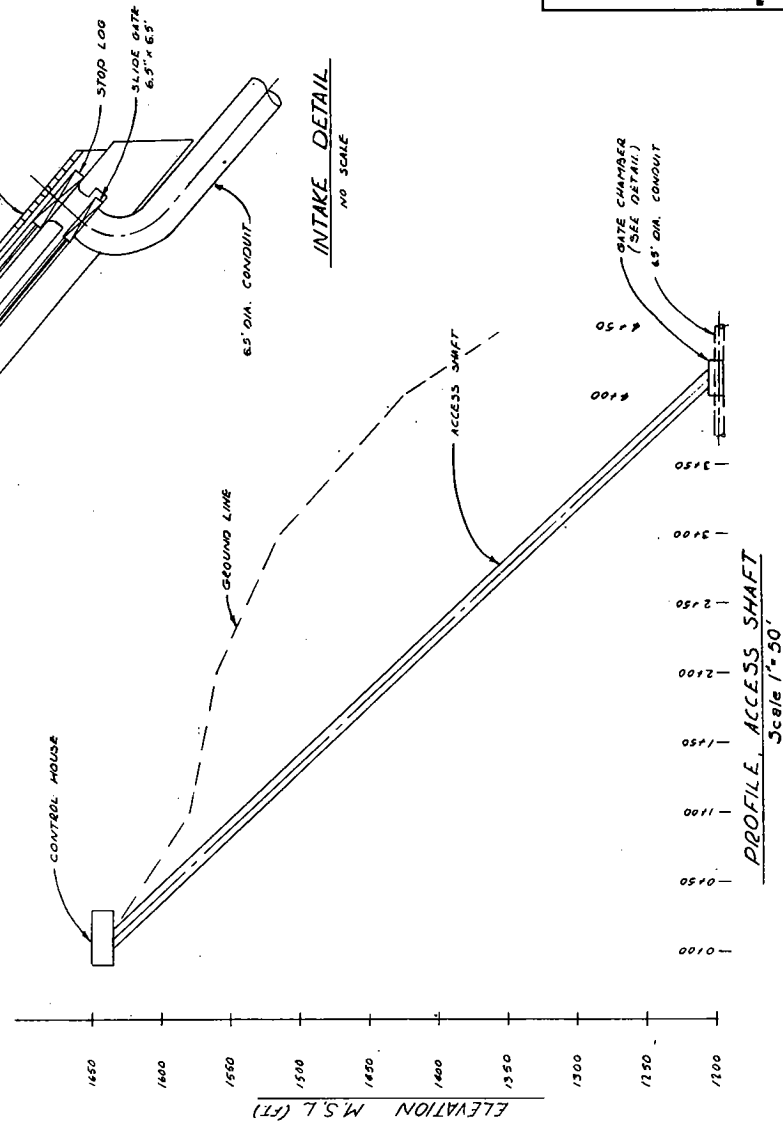 STOP LOG
SLIDE GATE
6.5" x 6.5'
6.5' DIA. CONDUIT
INTAKE DETAIL
NO SCALE
CONTROL HOUSE
GROUND LINE
ACCESS SHAFT
GATE CHAMBER
(SEE DETAIL)
6.5' DIA. CONDUIT
ELEVATION M.S.L (FT)
1650
1600
1550
1500
1450
1400
1350
1300
1250
1200
0+00
0+50
1+00
1+50
2+00
2+50
3+00
3+50
4+00
4+50
PROFILE, ACCESS SHAFT
Scale 1"=50'